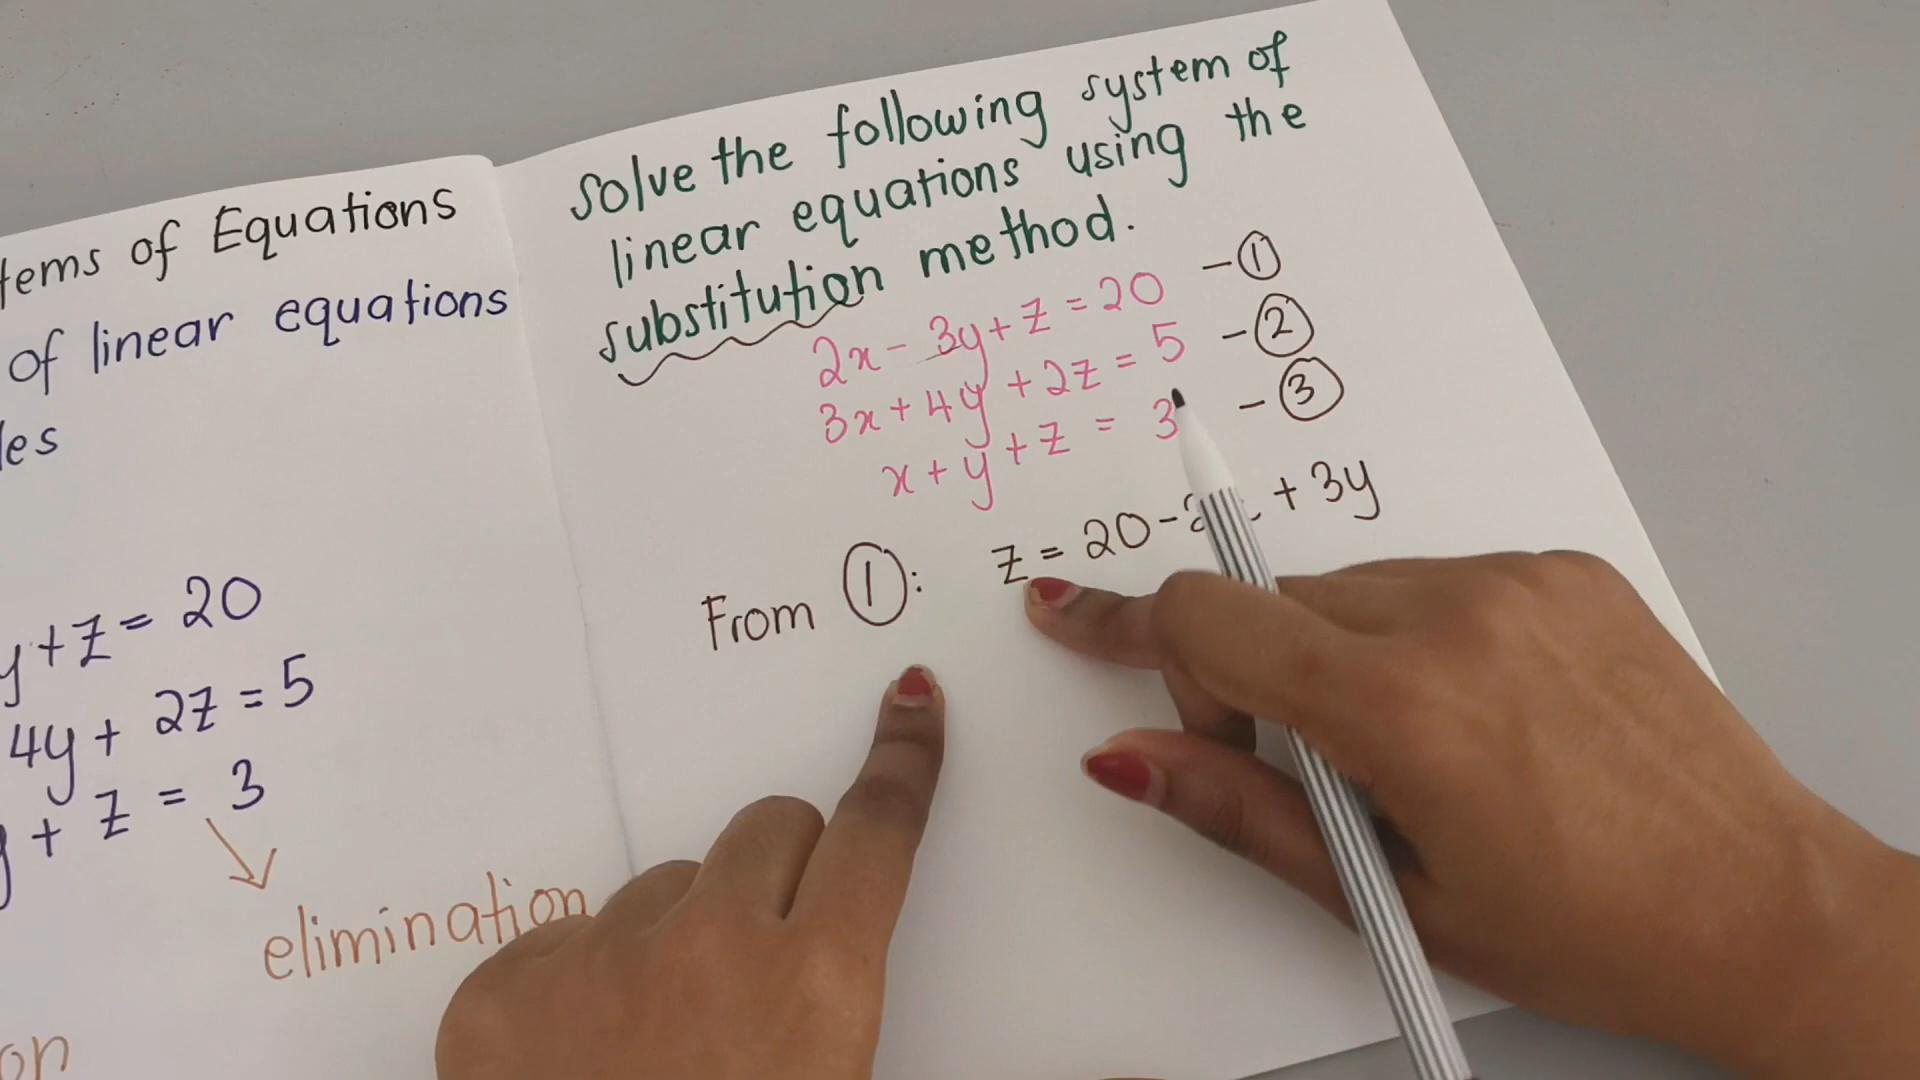 tems of Equations
of linear equations
les
y+z = 20
4y + 2z = 5
y + z = 3
elimination
on
Solve the following system of
linear equations using the
substitution method.
2x - 3y + z = 20 - ①
3x + 4y + 2z = 5 - ②
x + y + z = 3 - ③
From ①: z = 20 - 2x + 3y